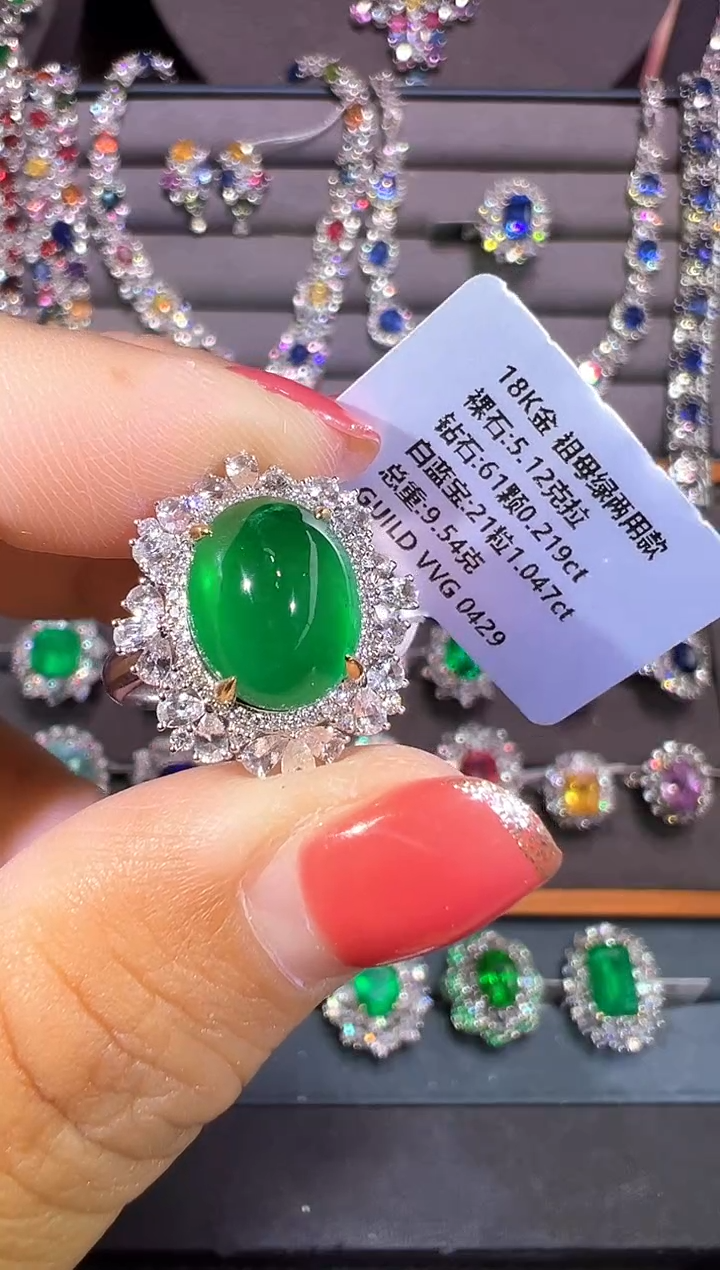 18K金 祖母绿两用款
裸石:5.12克拉
钻石:61颗0.219ct
白蓝宝:21粒1.047ct
总重:9.54克
GUILD VVG 0429